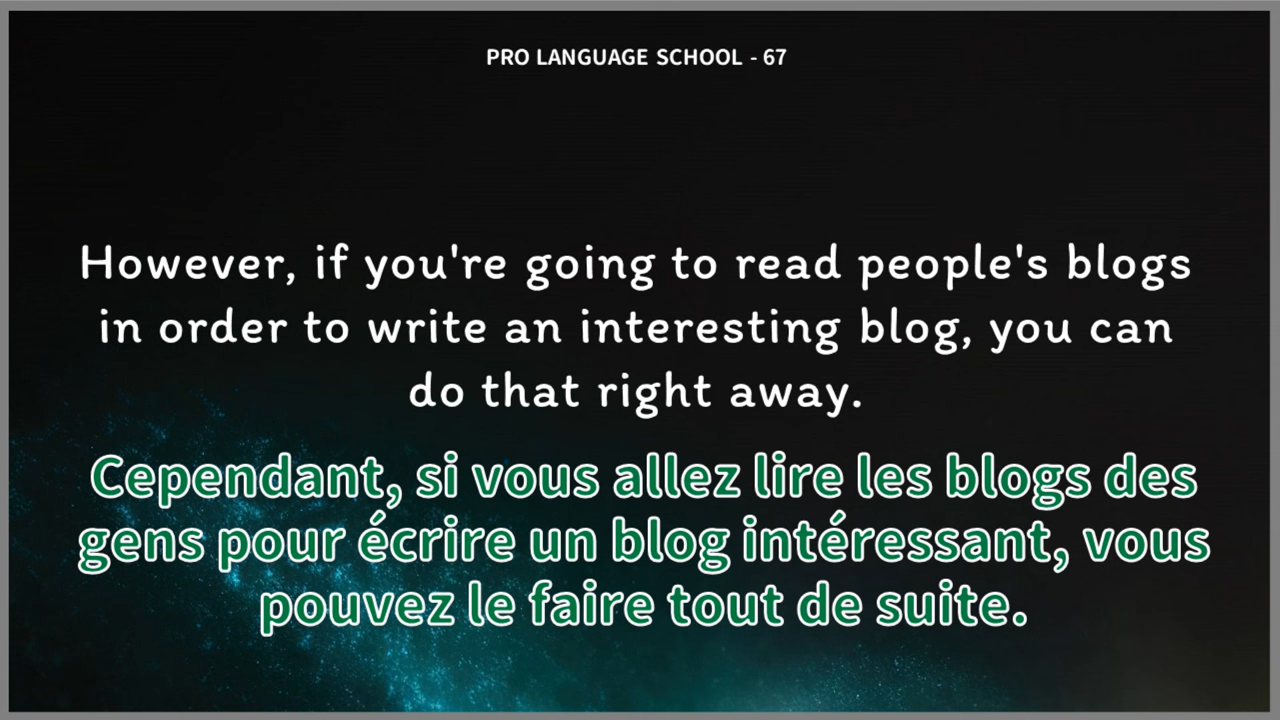 PRO LANGUAGE SCHOOL - 67
However, if you're going to read people's blogs
in order to write an interesting blog, you can
do that right away.
Cependant, si vous allez lire les blogs des
gens pour écrire un blog intéressant, vous
pouvez le faire tout de suite.